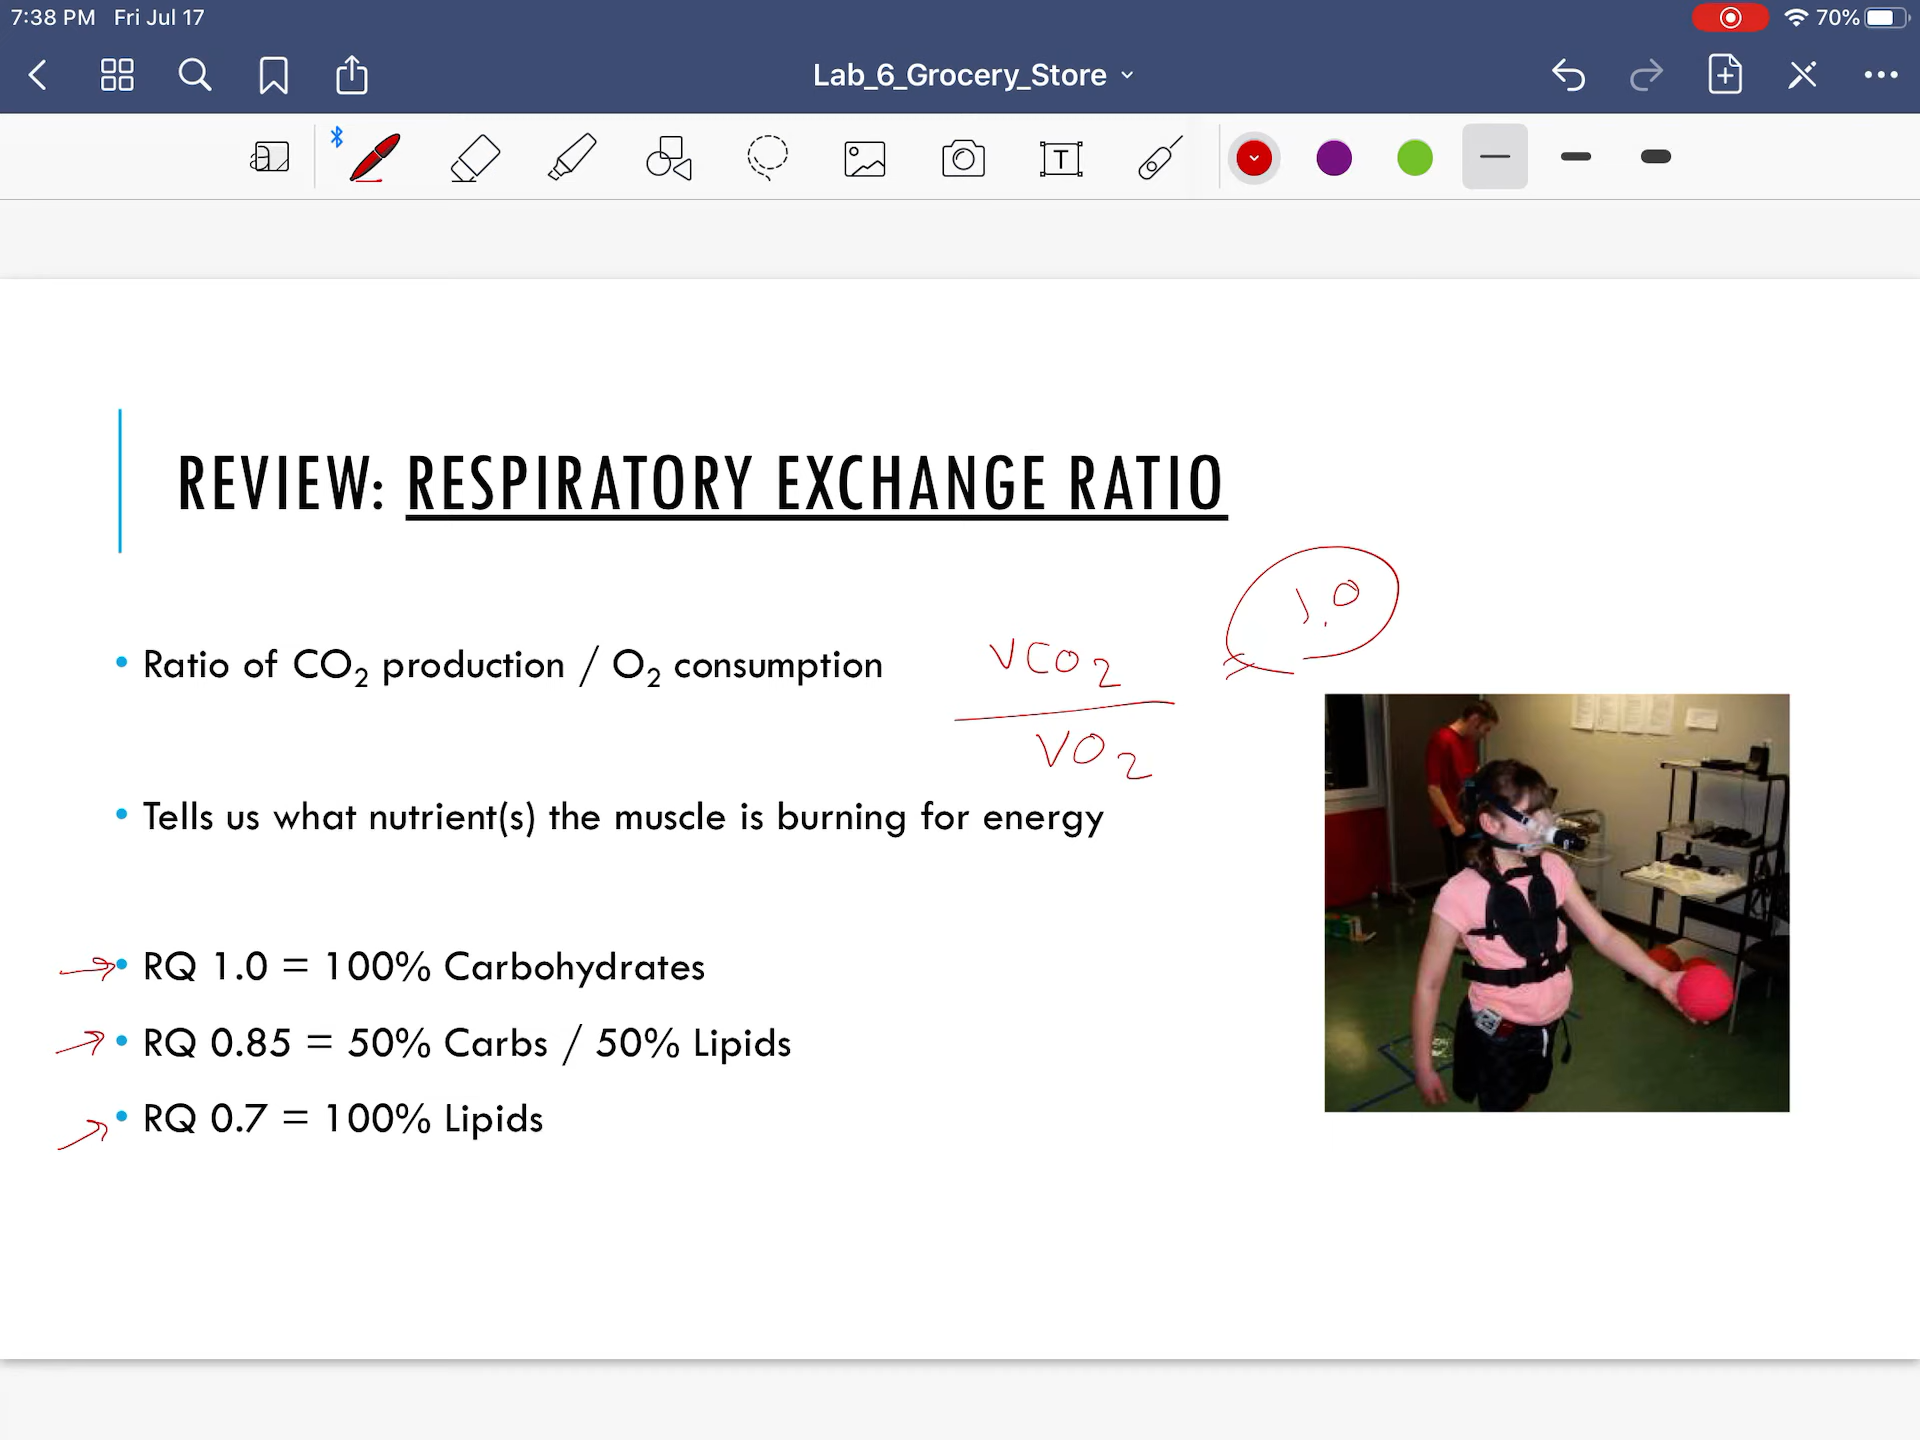 7:38 PM Fri Jul 17 70%
Lab_6_Grocery_Store
REVIEW: RESPIRATORY EXCHANGE RATIO
1.0
• Ratio of CO₂ production / O₂ consumption
VCO₂
=
VO₂
• Tells us what nutrient(s) the muscle is burning for energy
• RQ 1.0 = 100% Carbohydrates
• RQ 0.85 = 50% Carbs / 50% Lipids
• RQ 0.7 = 100% Lipids